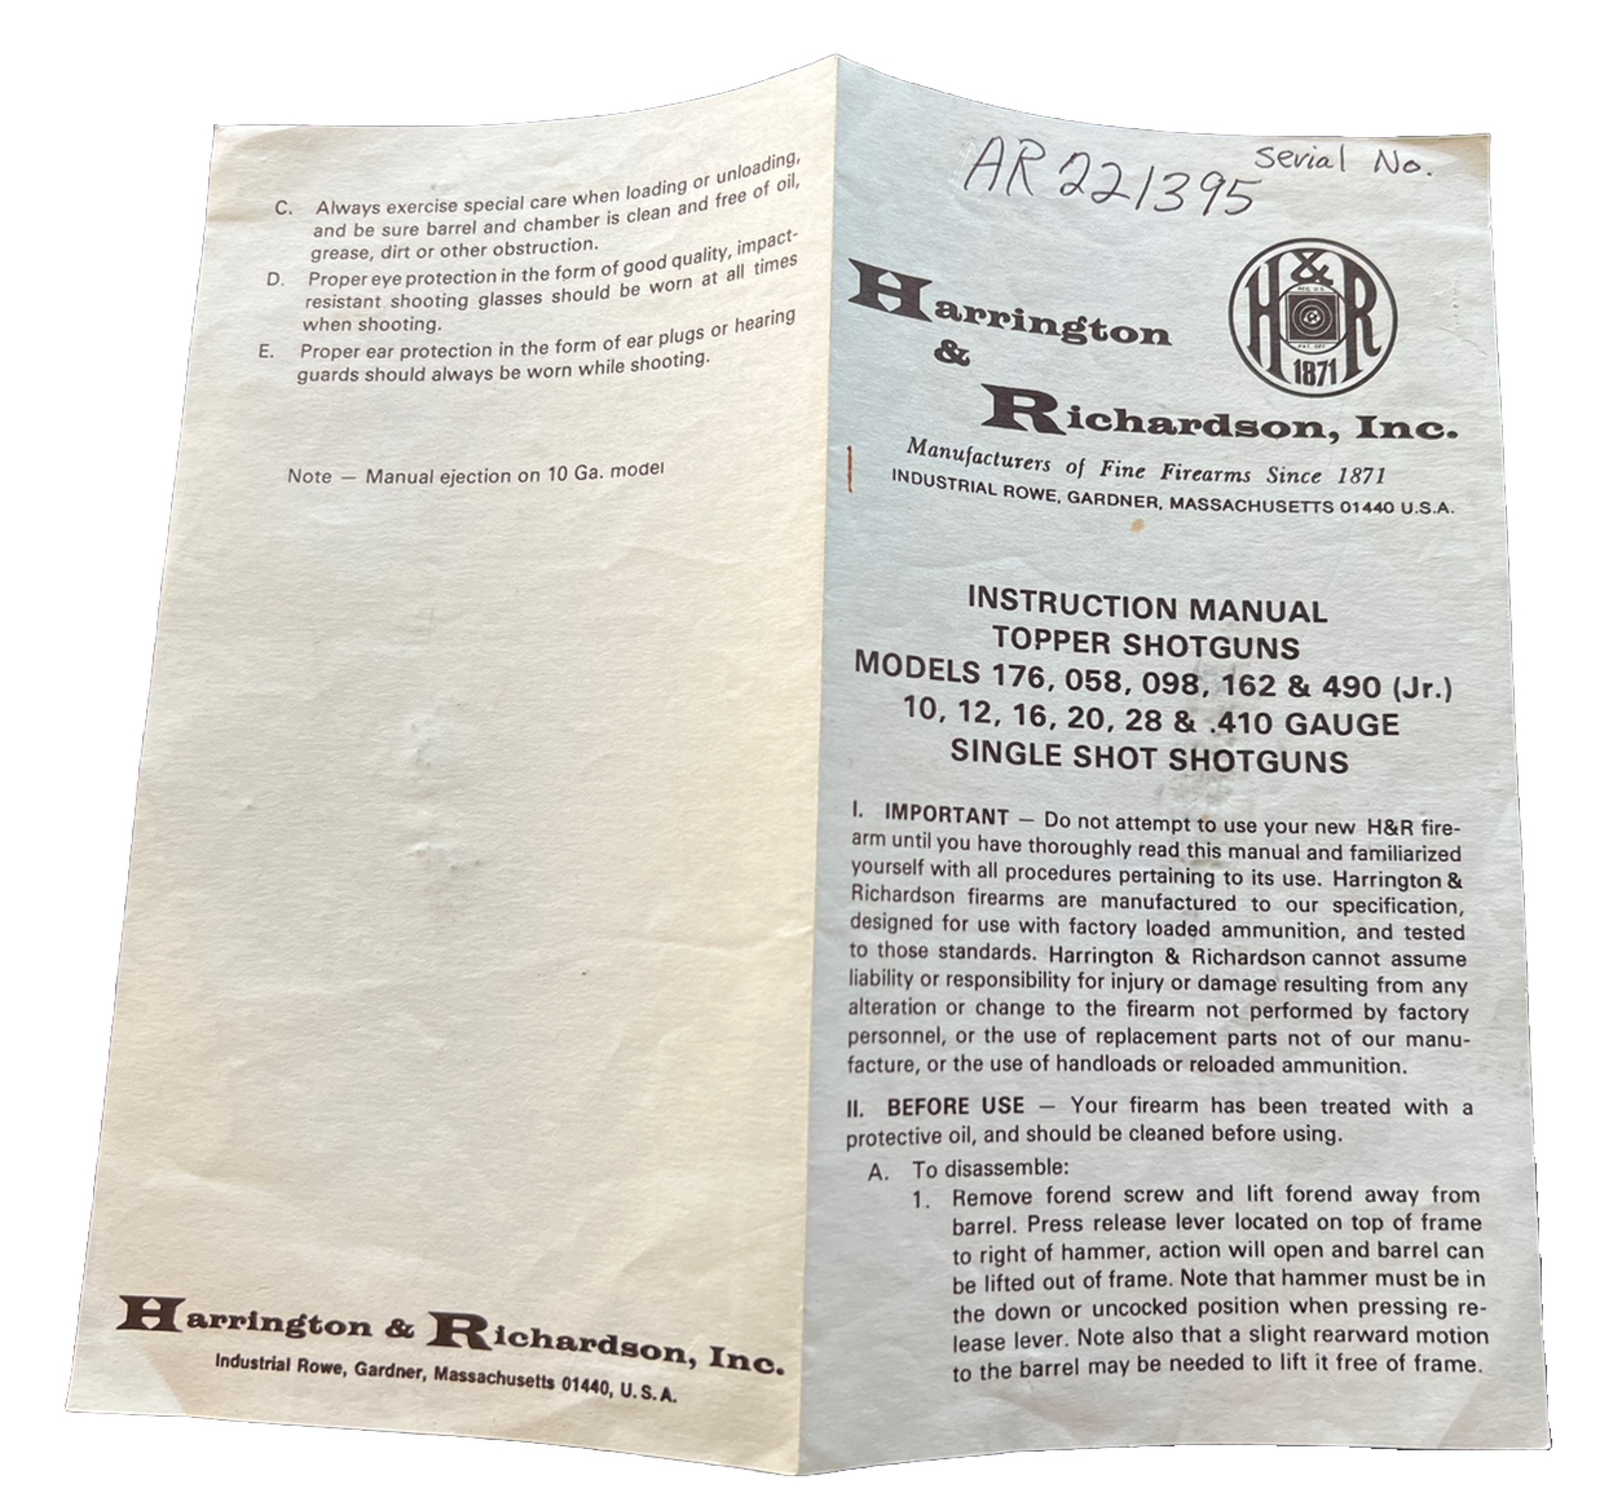 C. Always exercise special care when loading or unloading,
and be sure barrel and chamber is clean and free of oil,
grease, dirt or other obstruction.
D. Proper eye protection in the form of good quality, impact-
resistant shooting glasses should be worn at all times
when shooting.
E. Proper ear protection in the form of ear plugs or hearing
guards should always be worn while shooting.
Note — Manual ejection on 10 Ga. model
Harrington & Richardson, Inc.
Industrial Rowe, Gardner, Massachusetts 01440, U.S.A.
Serial No.
AR221395
H&R
REG. U.S.
PAT. OFF.
1871
Harrington
&
Richardson, Inc.
Manufacturers of Fine Firearms Since 1871
INDUSTRIAL ROWE, GARDNER, MASSACHUSETTS 01440 U.S.A.
INSTRUCTION MANUAL
TOPPER SHOTGUNS
MODELS 176, 058, 098, 162 & 490 (Jr.)
10, 12, 16, 20, 28 & .410 GAUGE
SINGLE SHOT SHOTGUNS
I. IMPORTANT — Do not attempt to use your new H&R fire-
arm until you have thoroughly read this manual and familiarized
yourself with all procedures pertaining to its use. Harrington &
Richardson firearms are manufactured to our specification,
designed for use with factory loaded ammunition, and tested
to those standards. Harrington & Richardson cannot assume
liability or responsibility for injury or damage resulting from any
alteration or change to the firearm not performed by factory
personnel, or the use of replacement parts not of our manu-
facture, or the use of handloads or reloaded ammunition.
II. BEFORE USE — Your firearm has been treated with a
protective oil, and should be cleaned before using.
A. To disassemble:
1. Remove forend screw and lift forend away from
barrel. Press release lever located on top of frame
to right of hammer, action will open and barrel can
be lifted out of frame. Note that hammer must be in
the down or uncocked position when pressing re-
lease lever. Note also that a slight rearward motion
to the barrel may be needed to lift it free of frame.